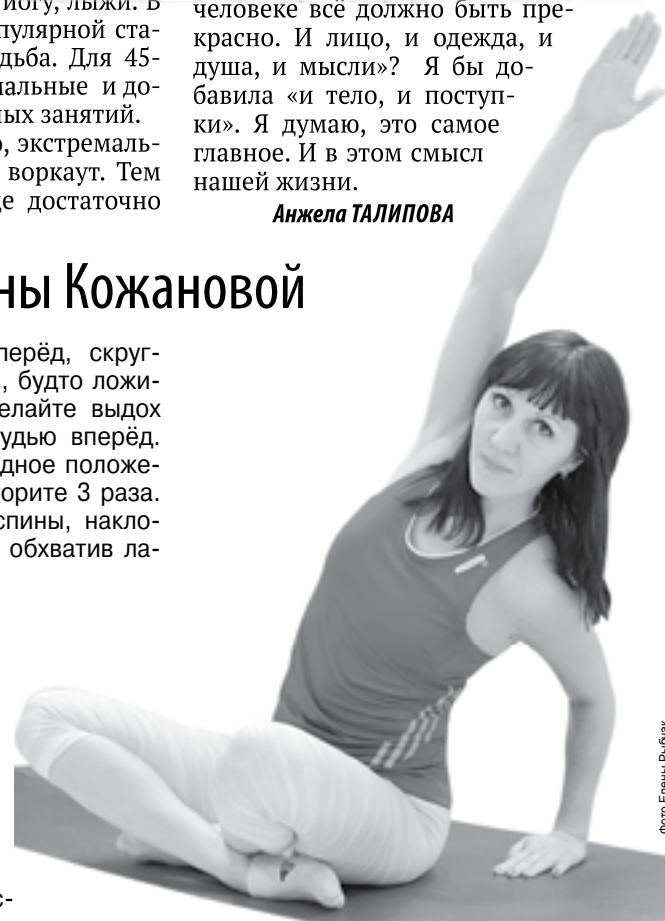 йогу, лыжи. В
пулярной ста-
дьба. Для 45-
альные и до-
ных занятий.
о, экстремаль-
воркаут. Тем
е достаточно
человеке всё должно быть пре-
красно. И лицо, и одежда, и
душа, и мысли»? Я бы до-
бавила «и тело, и поступ-
ки». Я думаю, это самое
главное. И в этом смысл
нашей жизни.
Анжела ТАЛИПОВА
ны Кожановой
перёд, скруг-
, будто ложи-
елайте выдох
удью вперёд.
дное положе-
орите 3 раза.
спины, накло-
обхватив ла-
с-
Фото Елены Рыбчак